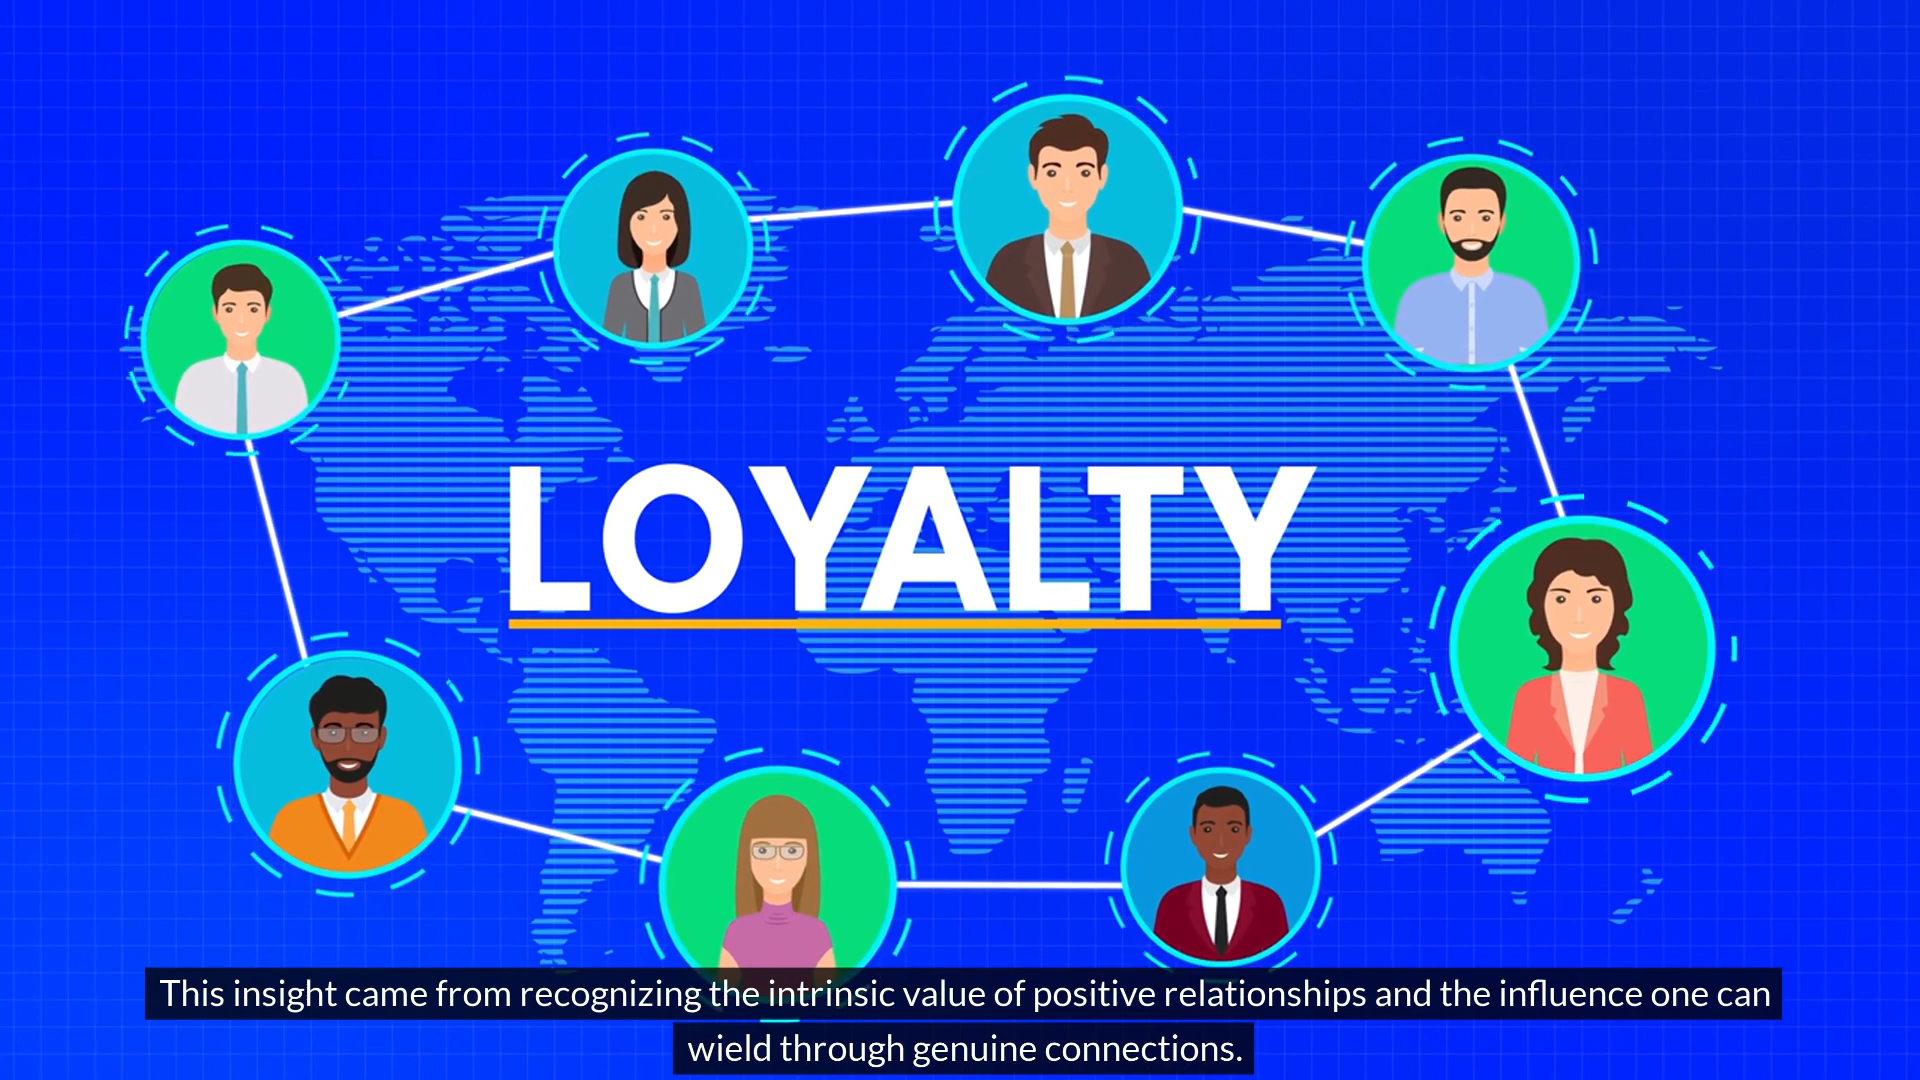 LOYALTY
This insight came from recognizing the intrinsic value of positive relationships and the influence one can
wield through genuine connections.